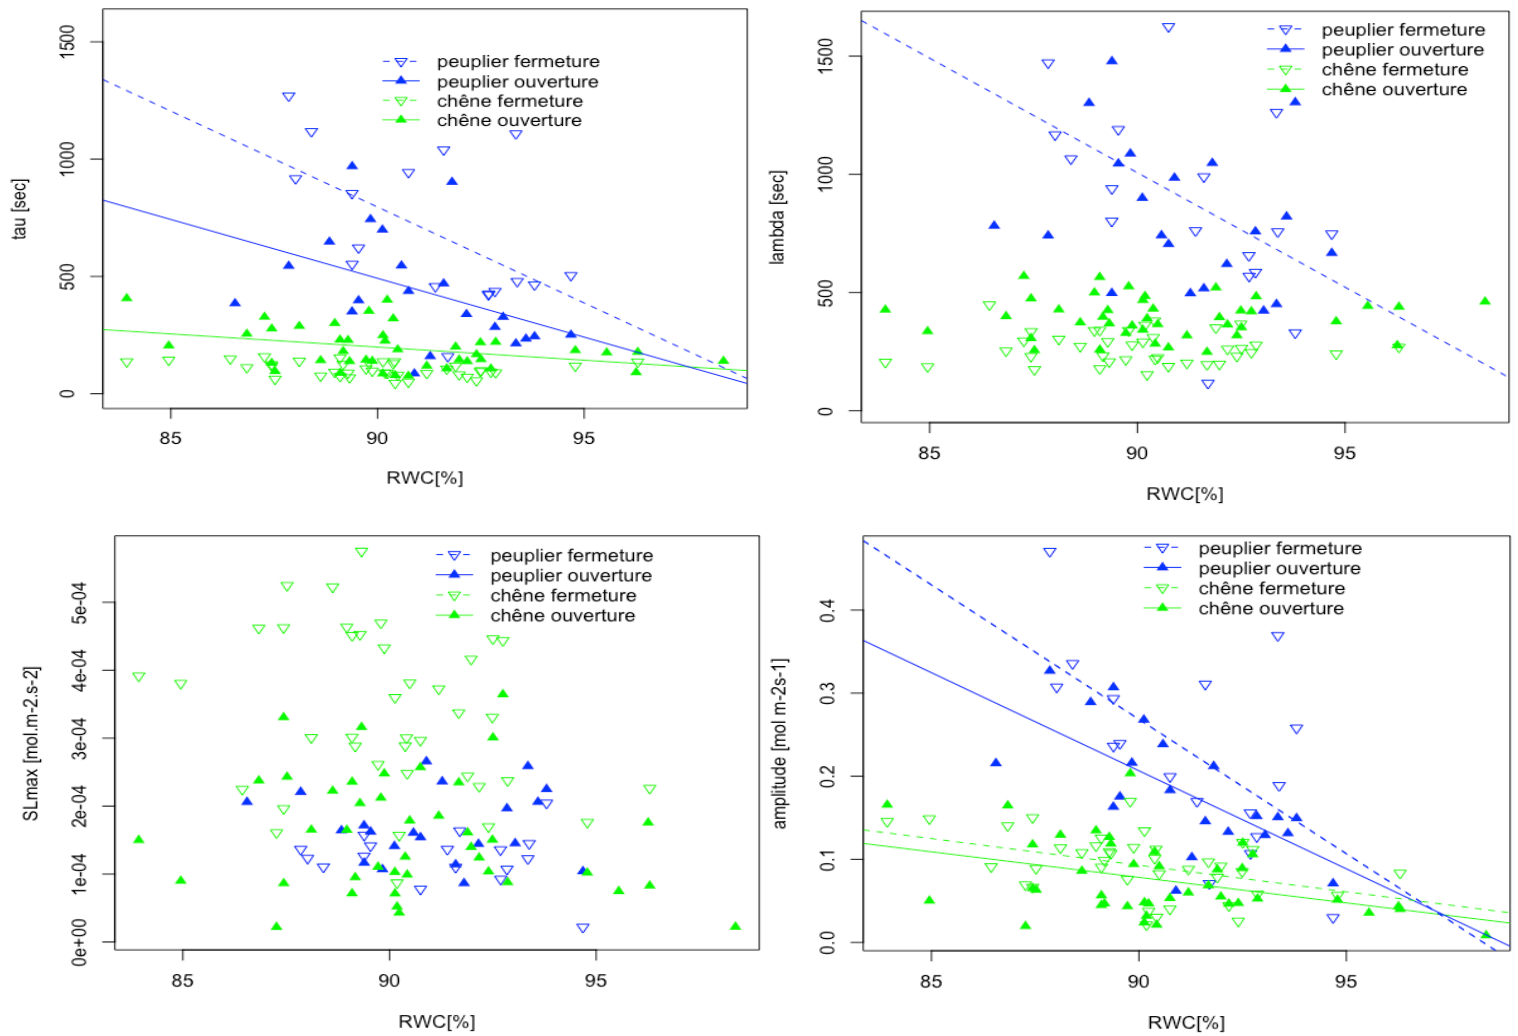 tau [sec]
1500
1000
500
0
peuplier fermeture
peuplier ouverture
chêne fermeture
chêne ouverture
85
90
95
RWC[%]
lambda [sec]
1500
1000
500
0
peuplier fermeture
peuplier ouverture
chêne fermeture
chêne ouverture
85
90
95
RWC[%]
SLmax [mol.m-2.s-2]
5e-04
4e-04
3e-04
2e-04
1e-04
0e+00
peuplier fermeture
peuplier ouverture
chêne fermeture
chêne ouverture
85
90
95
RWC[%]
amplitude [mol m-2s-1]
0.4
0.3
0.2
0.1
0.0
peuplier fermeture
peuplier ouverture
chêne fermeture
chêne ouverture
85
90
95
RWC[%]